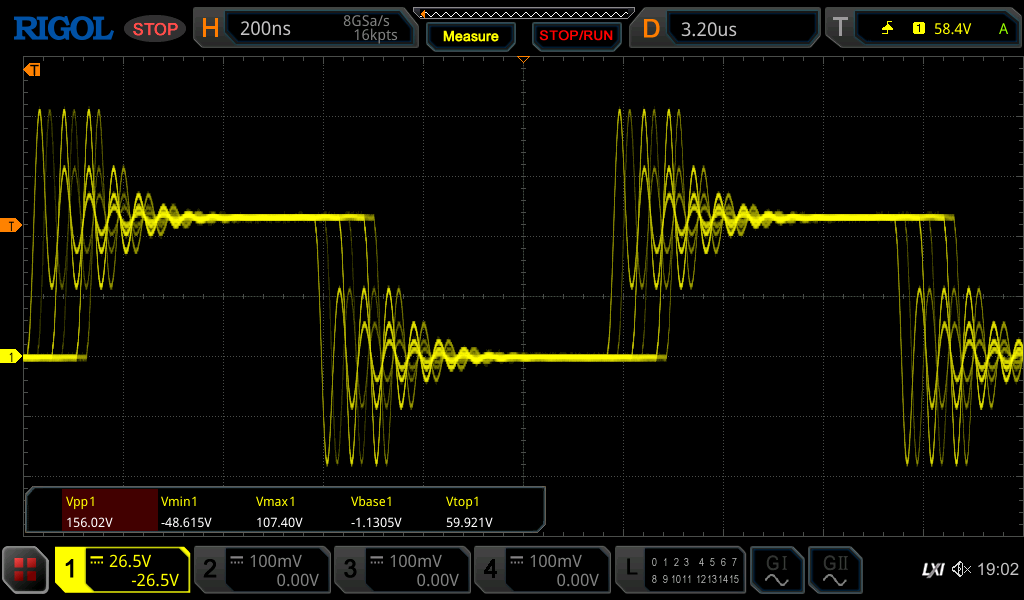 RIGOL STOP H 200ns 8GSa/s 16kpts Measure STOP/RUN D 3.20us T 1 58.4V A
T
T
1
Vpp1 Vmin1 Vmax1 Vbase1 Vtop1
156.02V -48.615V 107.40V -1.1305V 59.921V
1 26.5V -26.5V 2 100mV 0.00V 3 100mV 0.00V 4 100mV 0.00V L 0 1 2 3 4 5 6 7 8 9 10 11 12 13 14 15 GI GII LXI 19:02